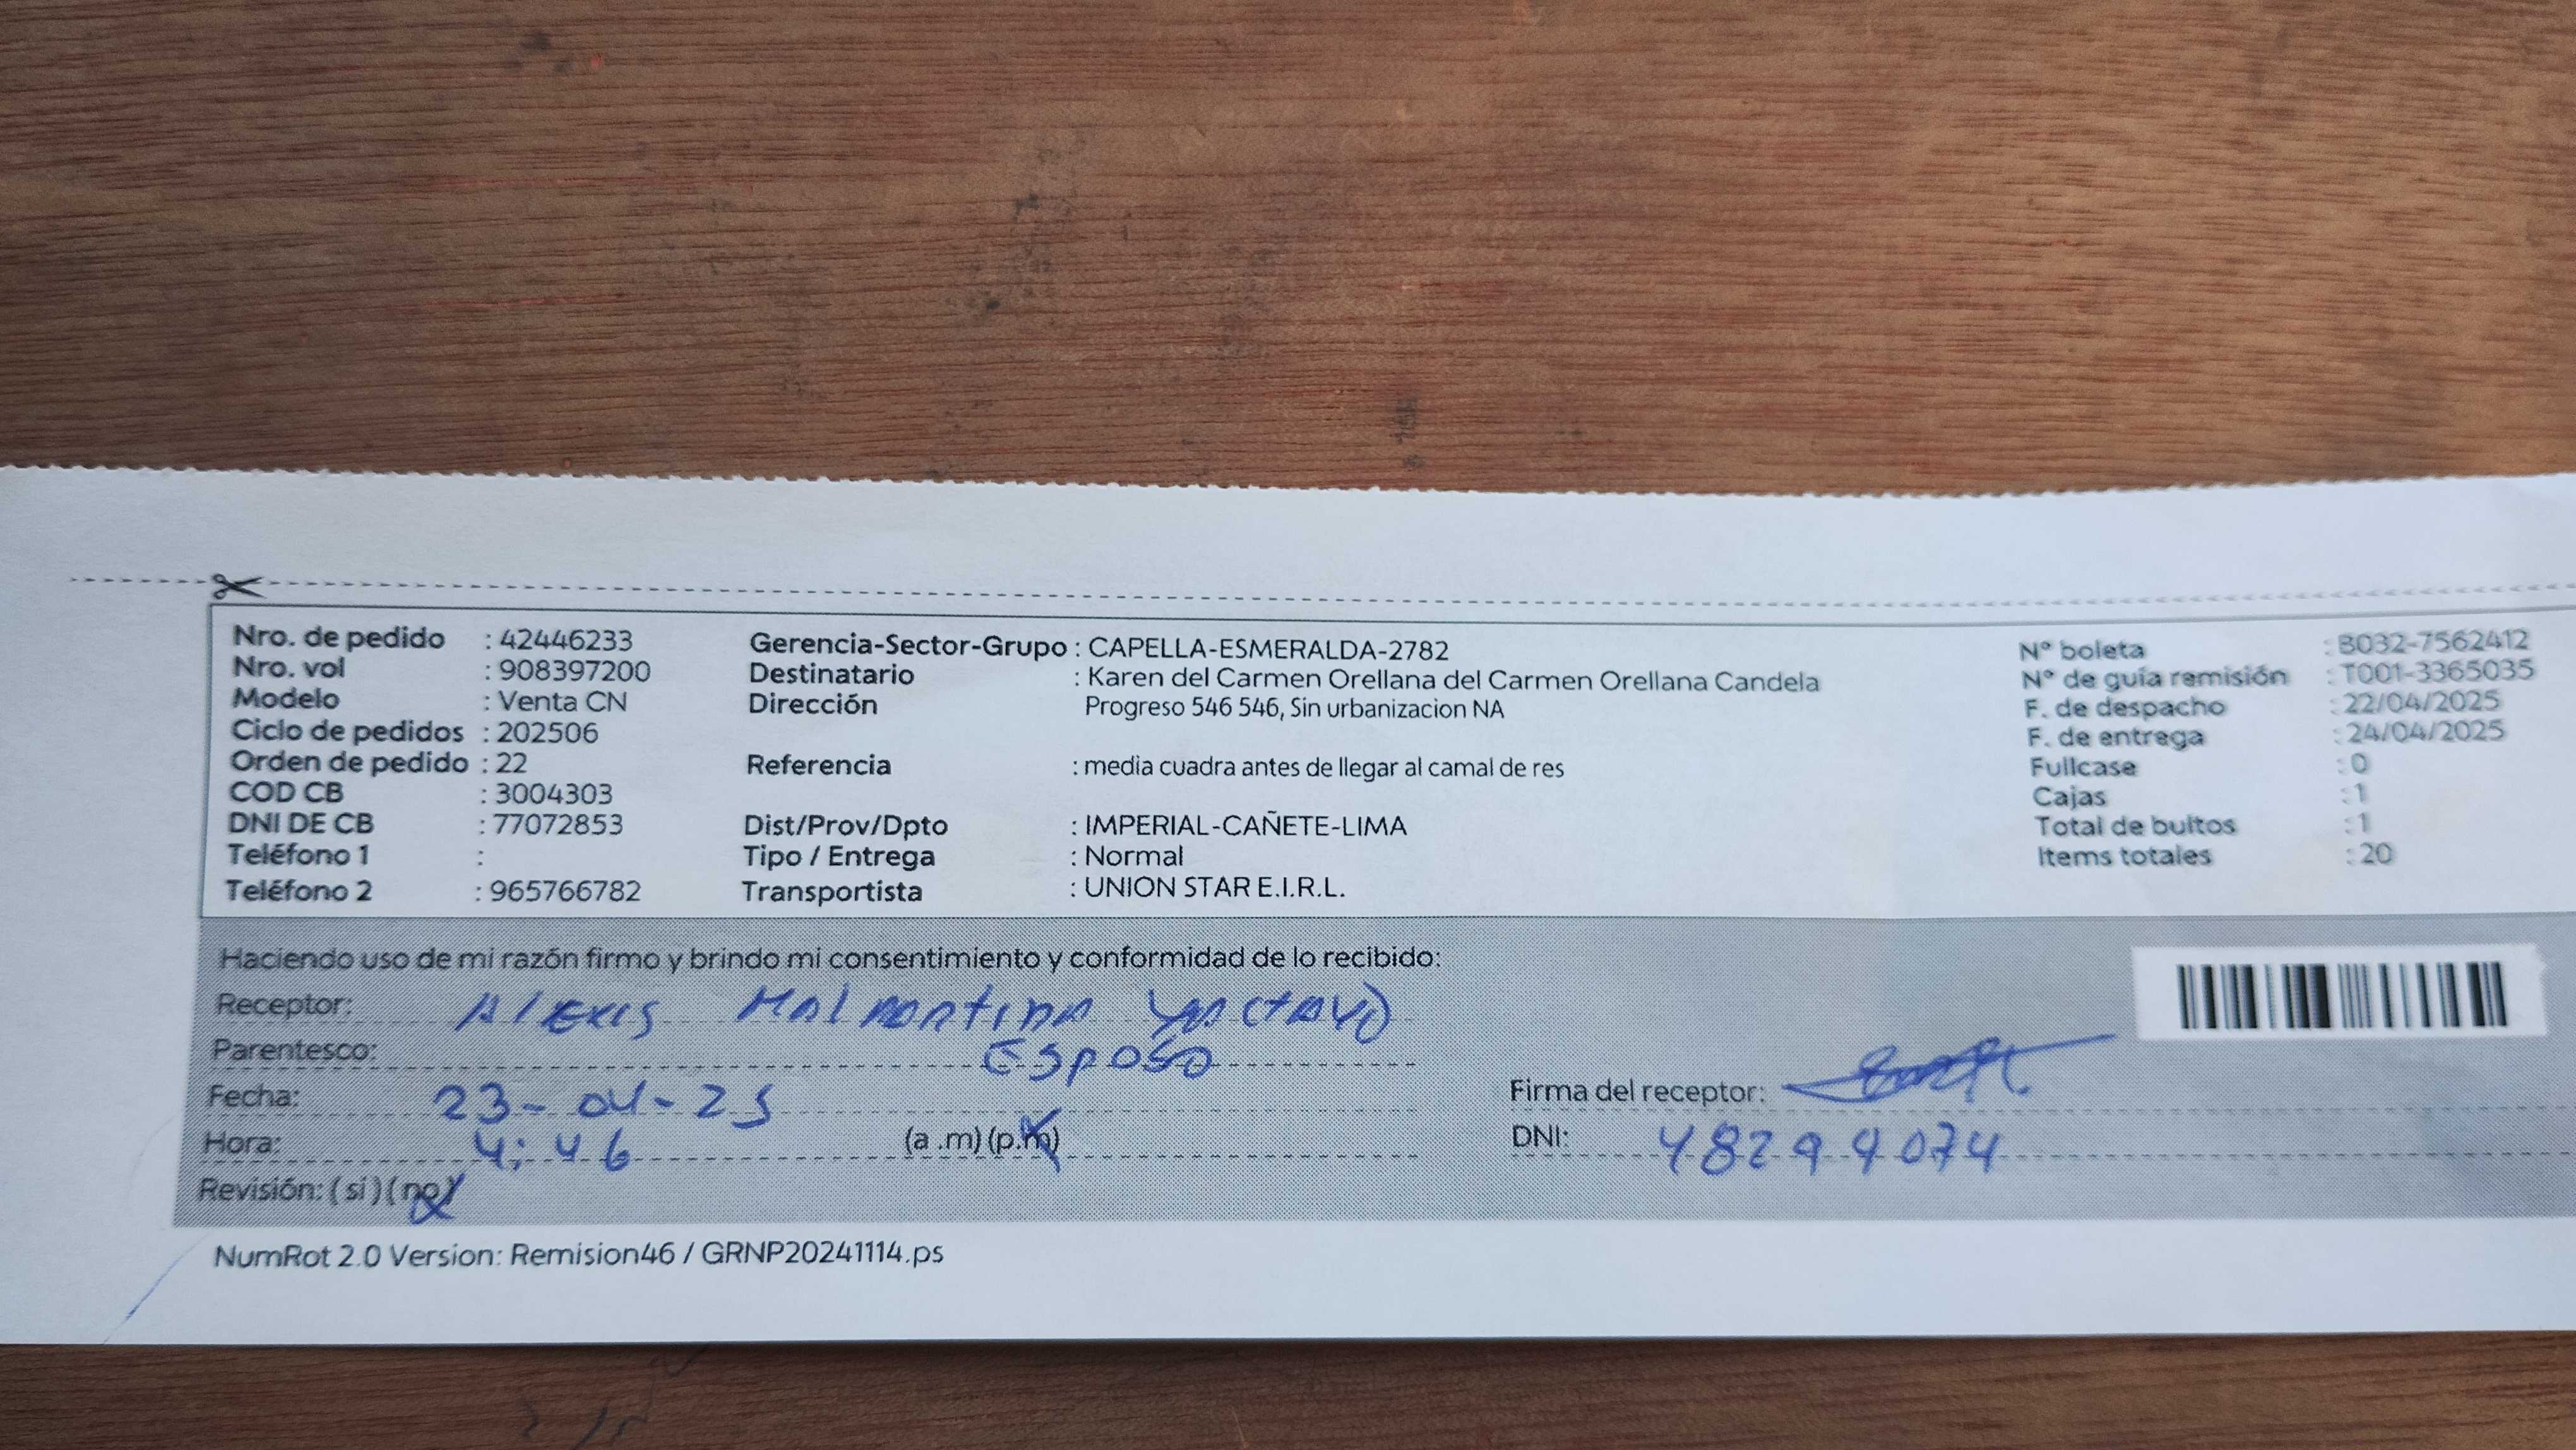 Nro. de pedido : 42446233
Nro. vol : 908397200
Modelo : Venta CN
Ciclo de pedidos : 202506
Orden de pedido : 22
COD CB : 3004303
DNI DE CB : 77072853
Teléfono 1 :
Teléfono 2 : 965766782
Gerencia-Sector-Grupo : CAPELLA-ESMERALDA-2782
Destinatario : Karen del Carmen Orellana del Carmen Orellana Candela
Dirección Progreso 546 546, Sin urbanizacion NA
Referencia : media cuadra antes de llegar al camal de res
Dist/Prov/Dpto : IMPERIAL-CAÑETE-LIMA
Tipo / Entrega : Normal
Transportista : UNION STAR E.I.R.L.
N° boleta : B032-7562412
N° de guía remisión : T001-3365035
F. de despacho : 22/04/2025
F. de entrega : 24/04/2025
Fullcase : 0
Cajas : 1
Total de bultos : 1
Items totales : 20
Haciendo uso de mi razón firmo y brindo mi consentimiento y conformidad de lo recibido:
Receptor: Alexis Malpartida Yactayo
Parentesco: Esposo
Fecha: 23-04-25
Hora: 4:46 (a .m) (p.m)
Revisión: ( si ) ( no )
Firma del receptor:
DNI: 48299074
NumRot 2.0 Version: Remision46 / GRNP20241114.ps